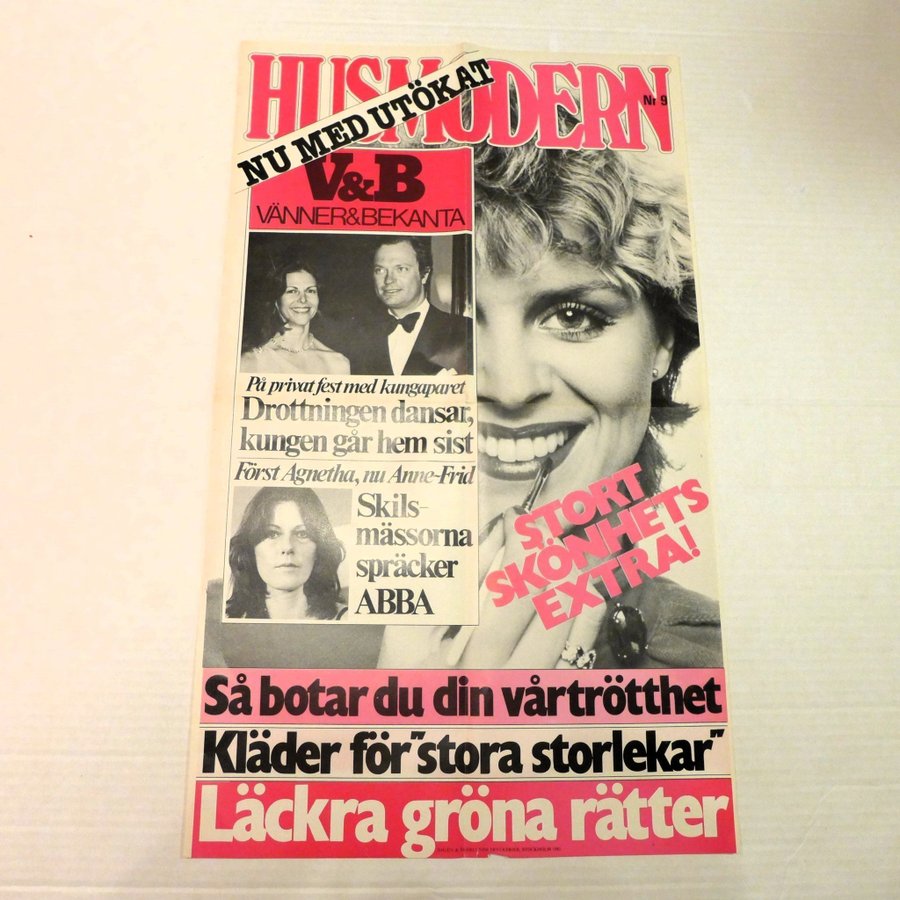 HUSMODERN
Nr 9
NU MED UTÖKAT
V&B
VÄNNER&BEKANTA
På privat fest med kungaparet
Drottningen dansar,
kungen går hem sist
Först Agnetha, nu Anne-Frid
Skils-
mässorna
spräcker
ABBA
STORT
SKÖNHETS
EXTRA!
Så botar du din vårtrötthet
Kläder för "stora storlekar"
Läckra gröna rätter